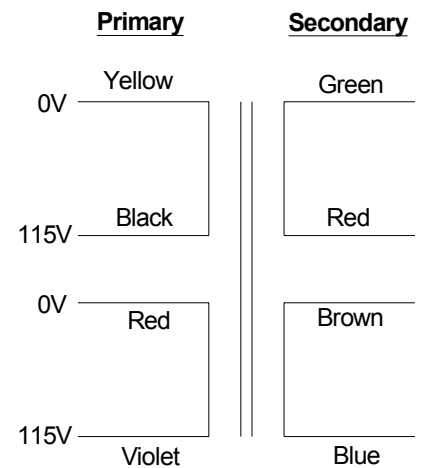 Primary Secondary
Yellow Green
0V
Black Red
115V
0V
Red Brown
115V
Violet Blue